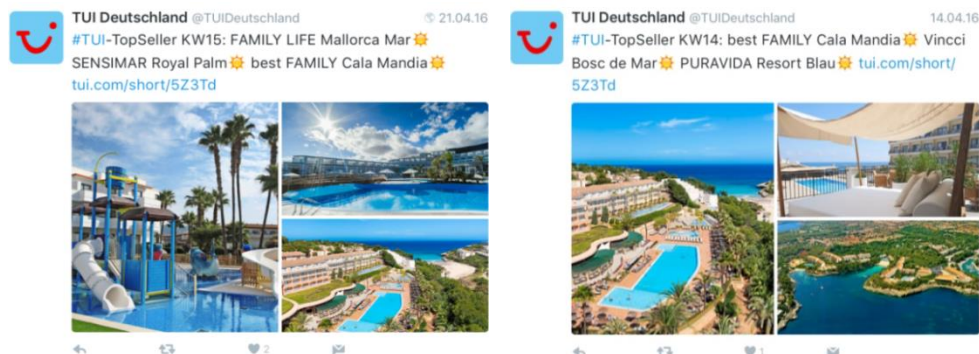 TUI Deutschland @TUIDeutschland 21.04.16
#TUI-TopSeller KW15: FAMILY LIFE Mallorca Mar☀
SENSIMAR Royal Palm☀ best FAMILY Cala Mandia☀
tui.com/short/5Z3Td
2
TUI Deutschland @TUIDeutschland 14.04.16
#TUI-TopSeller KW14: best FAMILY Cala Mandia☀ Vincci
Bosc de Mar☀ PURAVIDA Resort Blau☀ tui.com/short/
5Z3Td
1